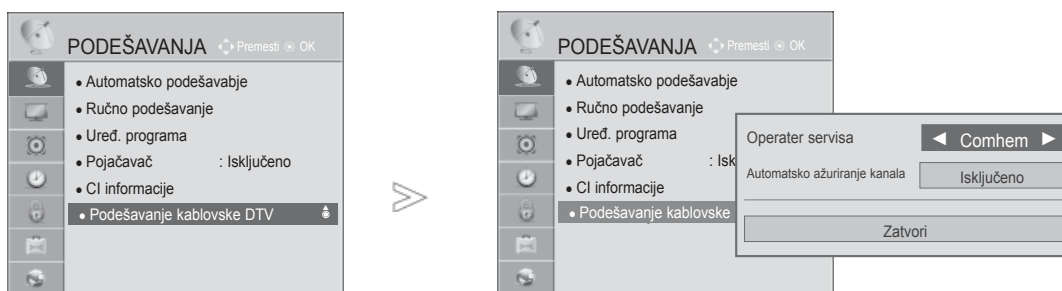 PODEŠAVANJA Premesti OK
• Automatsko podešavabje
• Ručno podešavanje
• Uređ. programa
• Pojačavač : Isključeno
• CI informacije
• Podešavanje kablovske DTV
PODEŠAVANJA Premesti OK
• Automatsko podešavabje
• Ručno podešavanje
• Uređ. programa
• Pojačavač : Isk
• CI informacije
• Podešavanje kablovske
Operater servisa ◄ Comhem ►
Automatsko ažuriranje kanala Isključeno
Zatvori